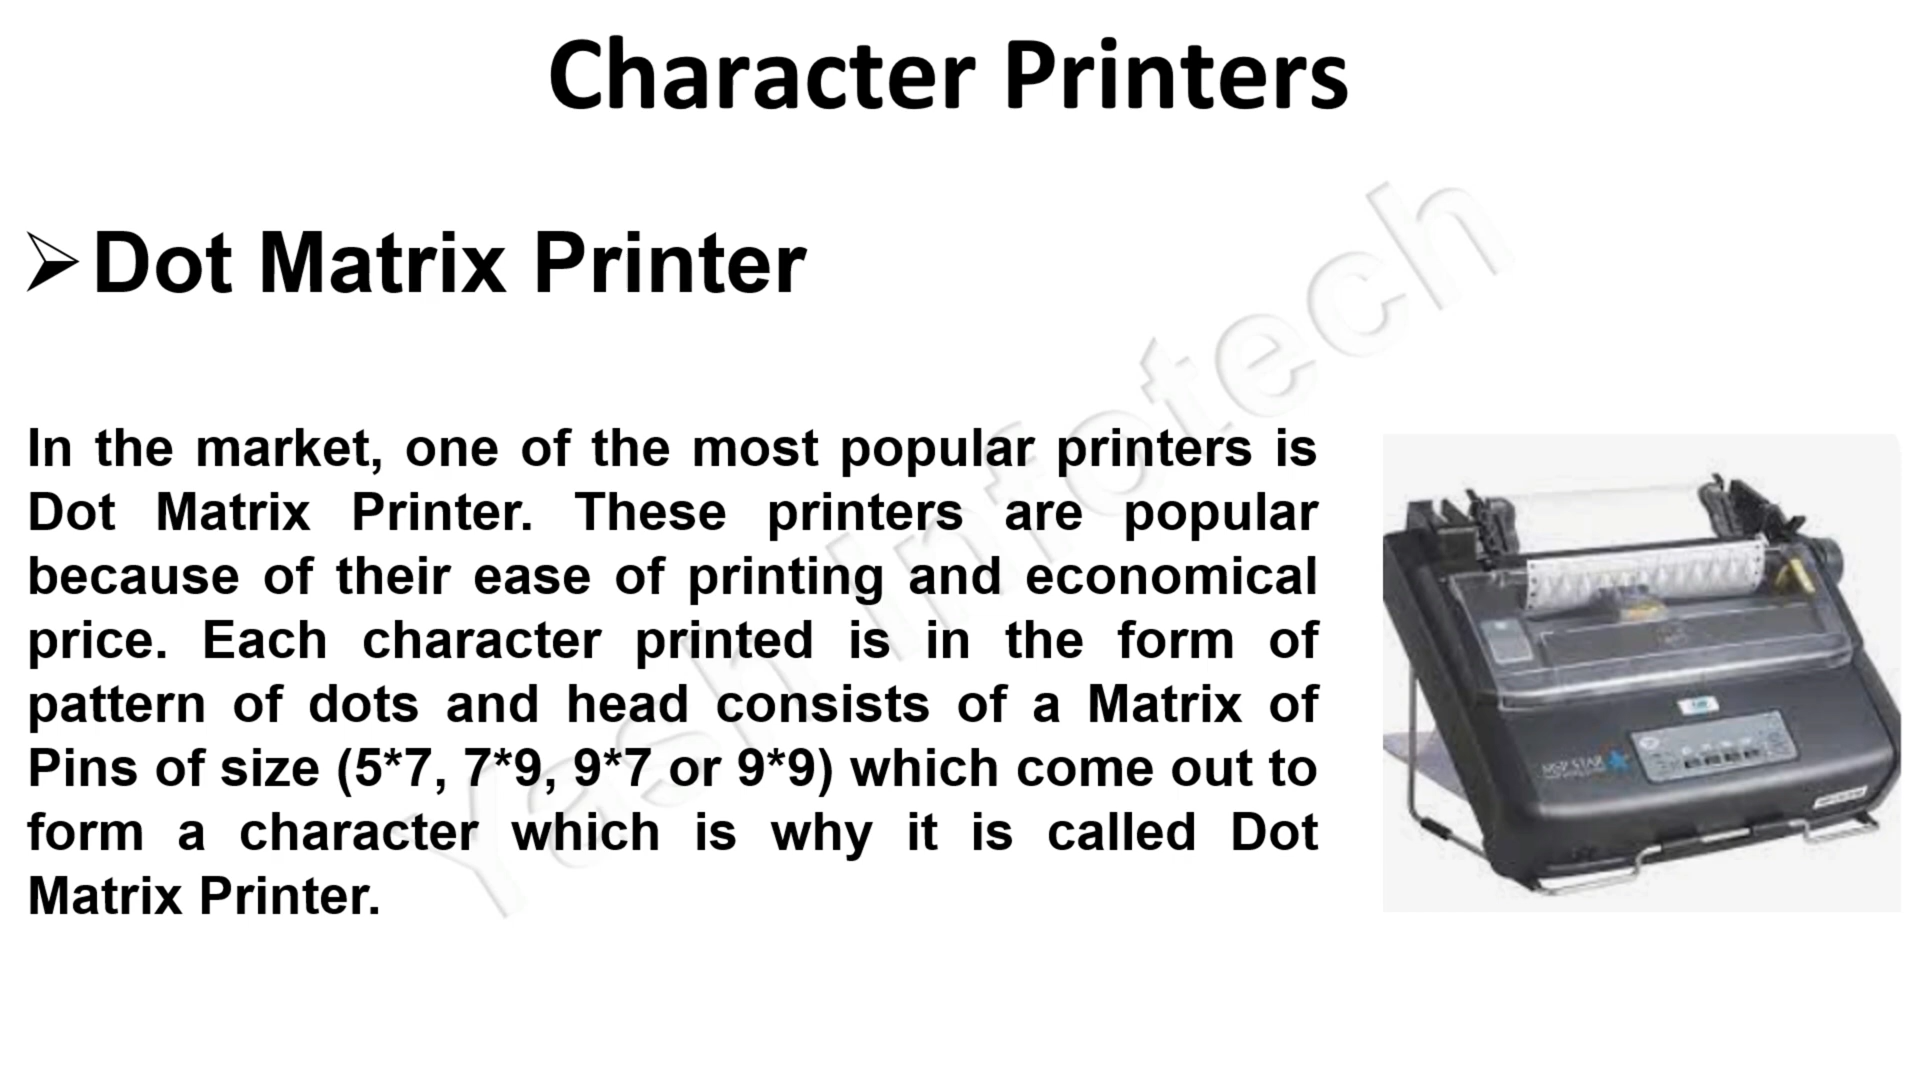 Character Printers
Dot Matrix Printer
In the market, one of the most popular printers is
Dot Matrix Printer. These printers are popular
because of their ease of printing and economical
price. Each character printed is in the form of
pattern of dots and head consists of a Matrix of
Pins of size (5*7, 7*9, 9*7 or 9*9) which come out to
form a character which is why it is called Dot
Matrix Printer.
Yash Infotech